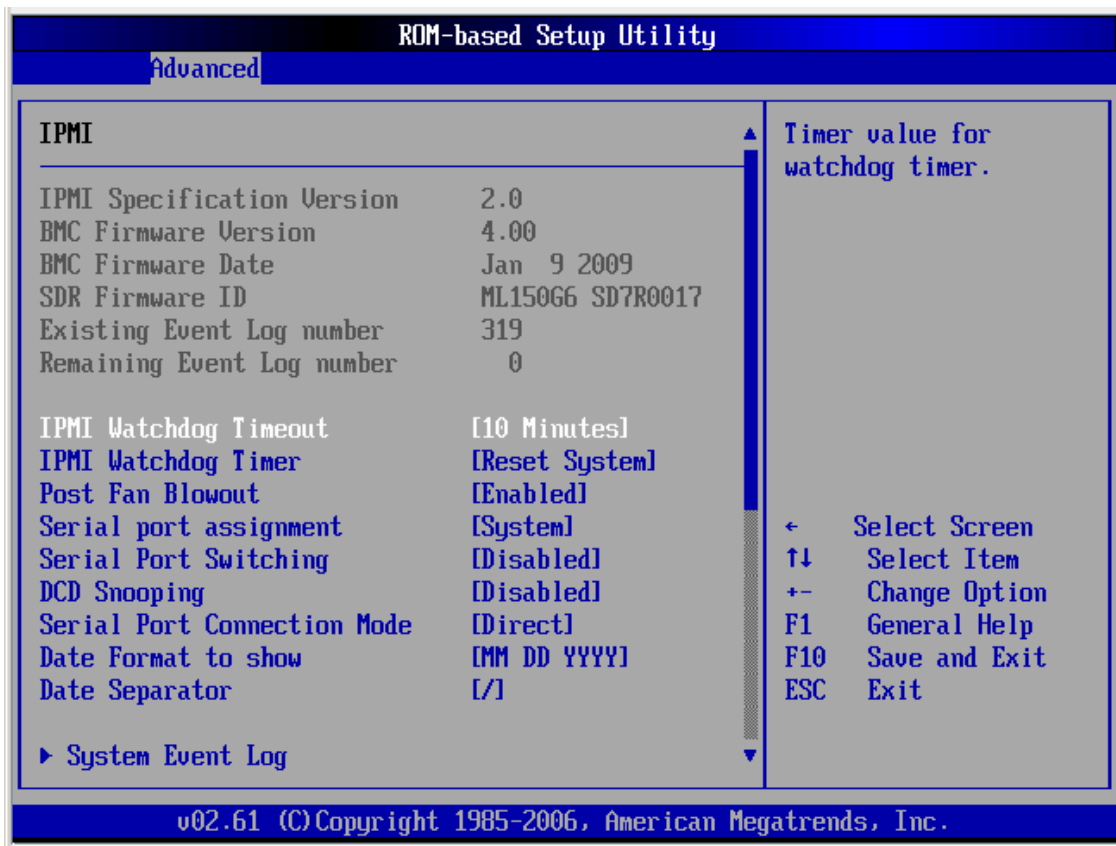 ROM-based Setup Utility
Advanced
IPMI
IPMI Specification Version 2.0
BMC Firmware Version 4.00
BMC Firmware Date Jan 9 2009
SDR Firmware ID ML150G6 SD7R0017
Existing Event Log number 319
Remaining Event Log number 0
IPMI Watchdog Timeout [10 Minutes]
IPMI Watchdog Timer [Reset System]
Post Fan Blowout [Enabled]
Serial port assignment [System]
Serial Port Switching [Disabled]
DCD Snooping [Disabled]
Serial Port Connection Mode [Direct]
Date Format to show [MM DD YYYY]
Date Separator [/]
System Event Log
Timer value for
watchdog timer.
← Select Screen
↑↓ Select Item
+- Change Option
F1 General Help
F10 Save and Exit
ESC Exit
v02.61 (C)Copyright 1985-2006, American Megatrends, Inc.